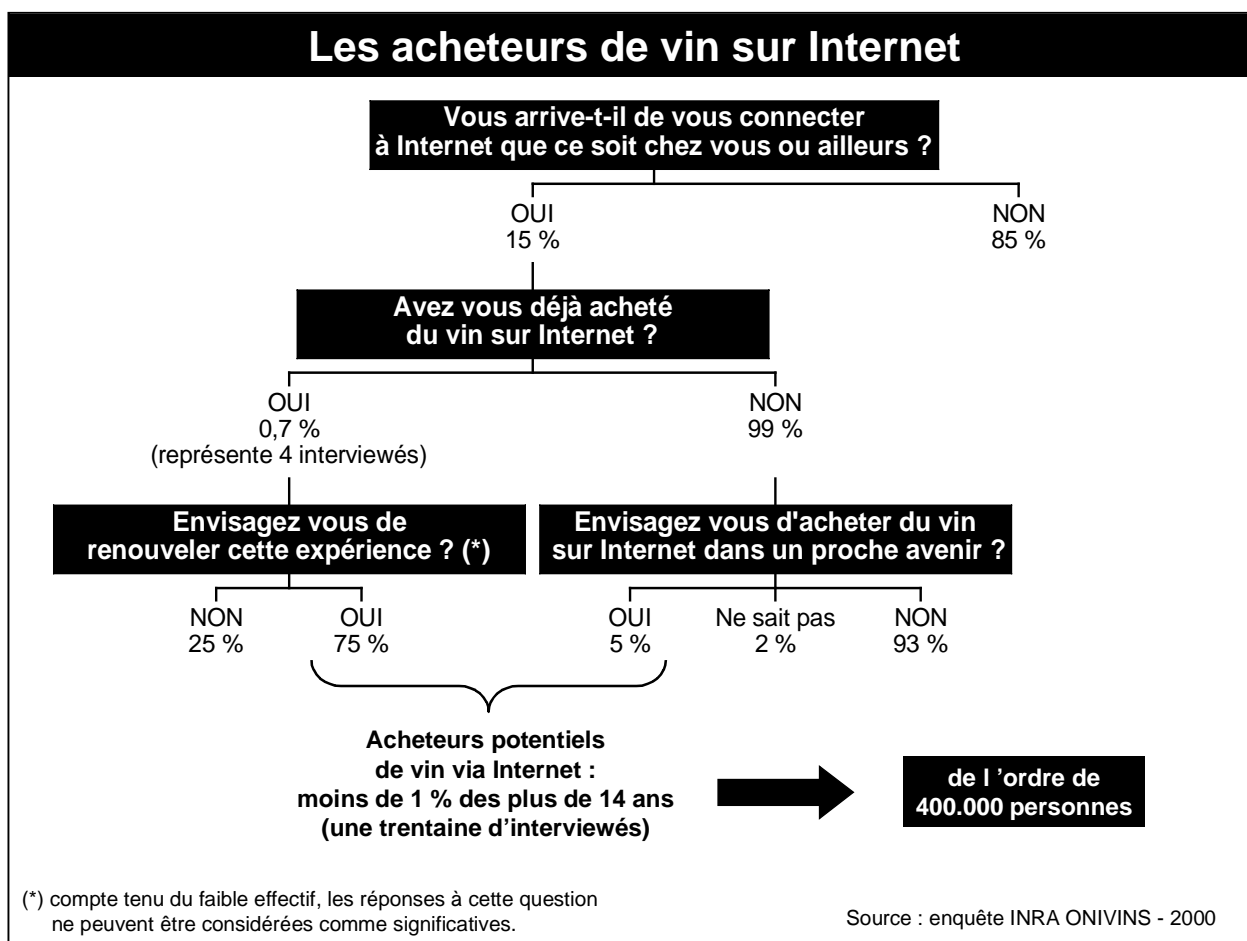 Les acheteurs de vin sur Internet
Vous arrive-t-il de vous connecter
à Internet que ce soit chez vous ou ailleurs ?
OUI
15 %
NON
85 %
Avez vous déjà acheté
du vin sur Internet ?
OUI
0,7 %
(représente 4 interviewés)
NON
99 %
Envisagez vous de
renouveler cette expérience ? (*)
Envisagez vous d'acheter du vin
sur Internet dans un proche avenir ?
NON
25 %
OUI
75 %
OUI
5 %
Ne sait pas
2 %
NON
93 %
Acheteurs potentiels
de vin via Internet :
moins de 1 % des plus de 14 ans
(une trentaine d’interviewés)
de l ’ordre de
400.000 personnes
(*) compte tenu du faible effectif, les réponses à cette question
ne peuvent être considérées comme significatives.
Source : enquête INRA ONIVINS - 2000